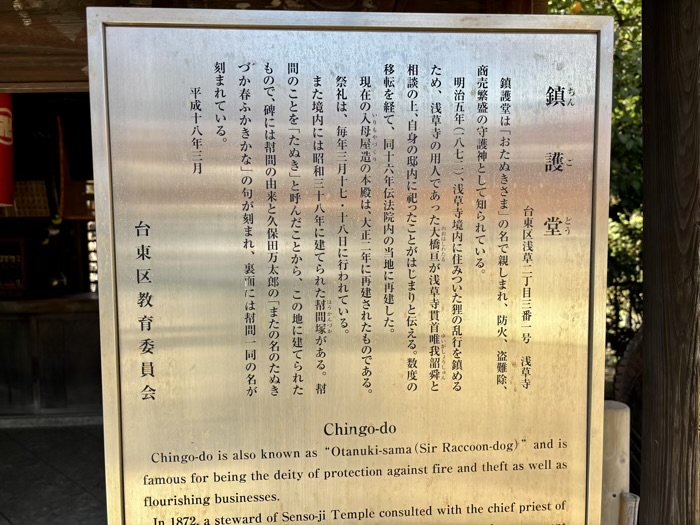 鎮護堂
ちんごどう
台東区浅草二丁目三番一号　浅草寺
鎮護堂は「おたぬきさま」の名で親しまれ、防火、盗難除、
商売繁盛の守護神として知られている。
明治五年（一八七二）、浅草寺境内に住みついた狸の乱行を鎮める
ため、浅草寺の用人であった大橋亘が浅草寺貫首唯我韶舜と
相談の上、自身の邸内に祀ったことがはじまりと伝える。数度の
移転を経て、同十六年伝法院内の当地に再建した。
現在の入母屋造の本殿は、大正二年に再建されたものである。
祭礼は、毎年三月十七・十八日に行われている。
また境内には昭和三十八年に建てられた幇間塚がある。幇
間のことを「たぬき」と呼んだことから、この地に建てられた
もので、碑には幇間の由来と久保田万太郎の「またの名のたぬき
づか春ふかきかな」の句が刻まれ、裏面には幇間一同の名が
刻まれている。
平成十八年三月
台東区教育委員会
Chingo-do
Chingo-do is also known as “Otanuki-sama (Sir Raccoon-dog)” and is
famous for being the deity of protection against fire and theft as well as
flourishing businesses.
In 1872, a steward of Senso-ji Temple consulted with the chief priest of